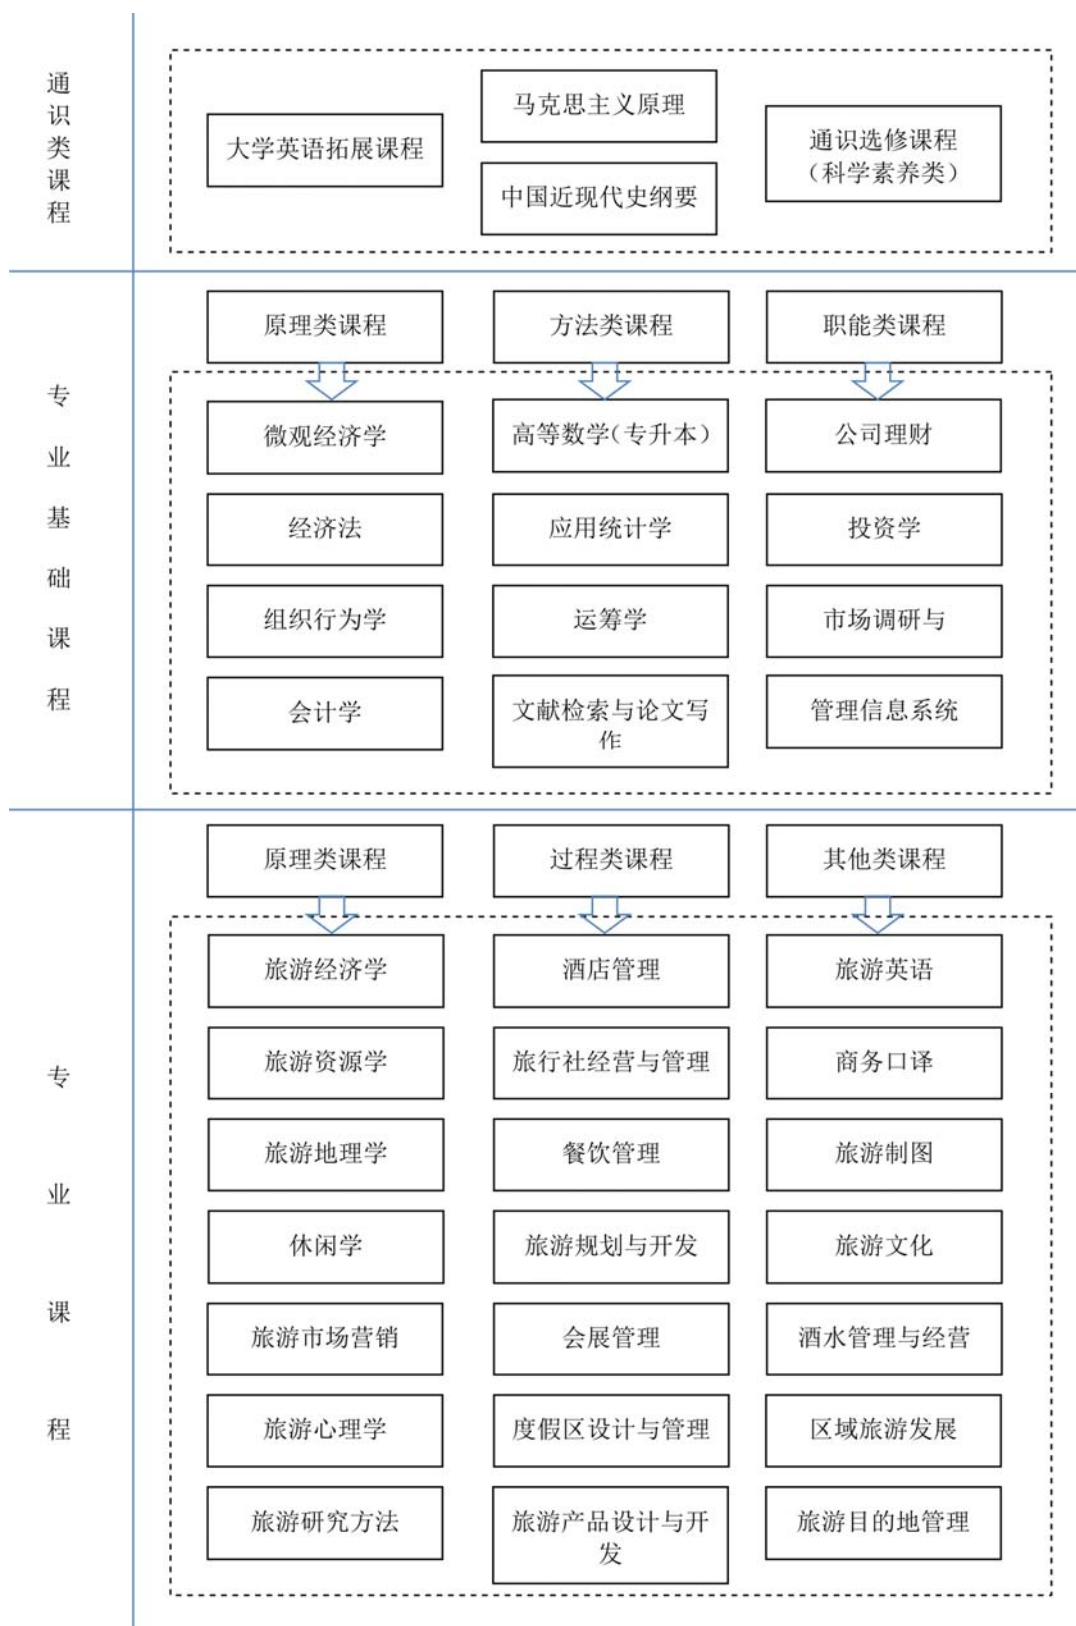 通识类课程
大学英语拓展课程
马克思主义原理
中国近现代史纲要
通识选修课程
（科学素养类）
专业基础课程
原理类课程
方法类课程
职能类课程
微观经济学
高等数学（专升本）
公司理财
经济法
应用统计学
投资学
组织行为学
运筹学
市场调研与
会计学
文献检索与论文写
作
管理信息系统
专业课程
原理类课程
过程类课程
其他类课程
旅游经济学
酒店管理
旅游英语
旅游资源学
旅行社经营与管理
商务口译
旅游地理学
餐饮管理
旅游制图
休闲学
旅游规划与开发
旅游文化
旅游市场营销
会展管理
酒水管理与经营
旅游心理学
度假区设计与管理
区域旅游发展
旅游研究方法
旅游产品设计与开
发
旅游目的地管理